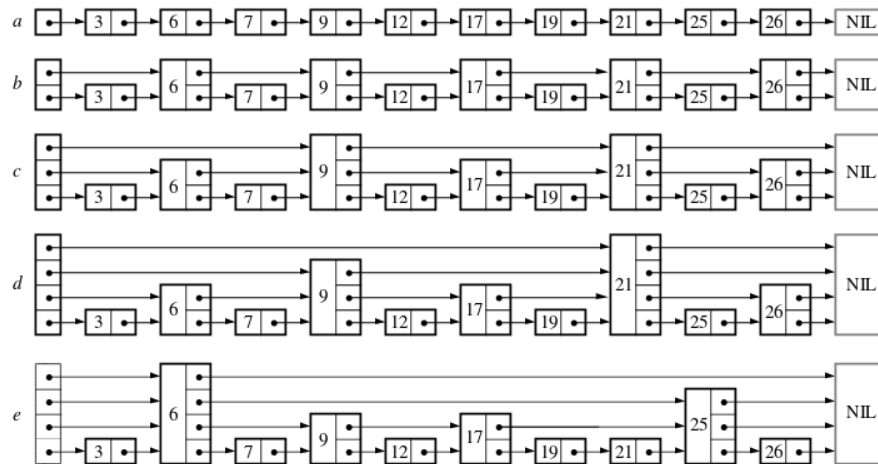 a 3 6 7 9 12 17 19 21 25 26 NIL
b 3 6 7 9 12 17 19 21 25 26 NIL
c 3 6 7 9 12 17 19 21 25 26 NIL
d 3 6 7 9 12 17 19 21 25 26 NIL
e 3 6 7 9 12 17 19 21 25 26 NIL